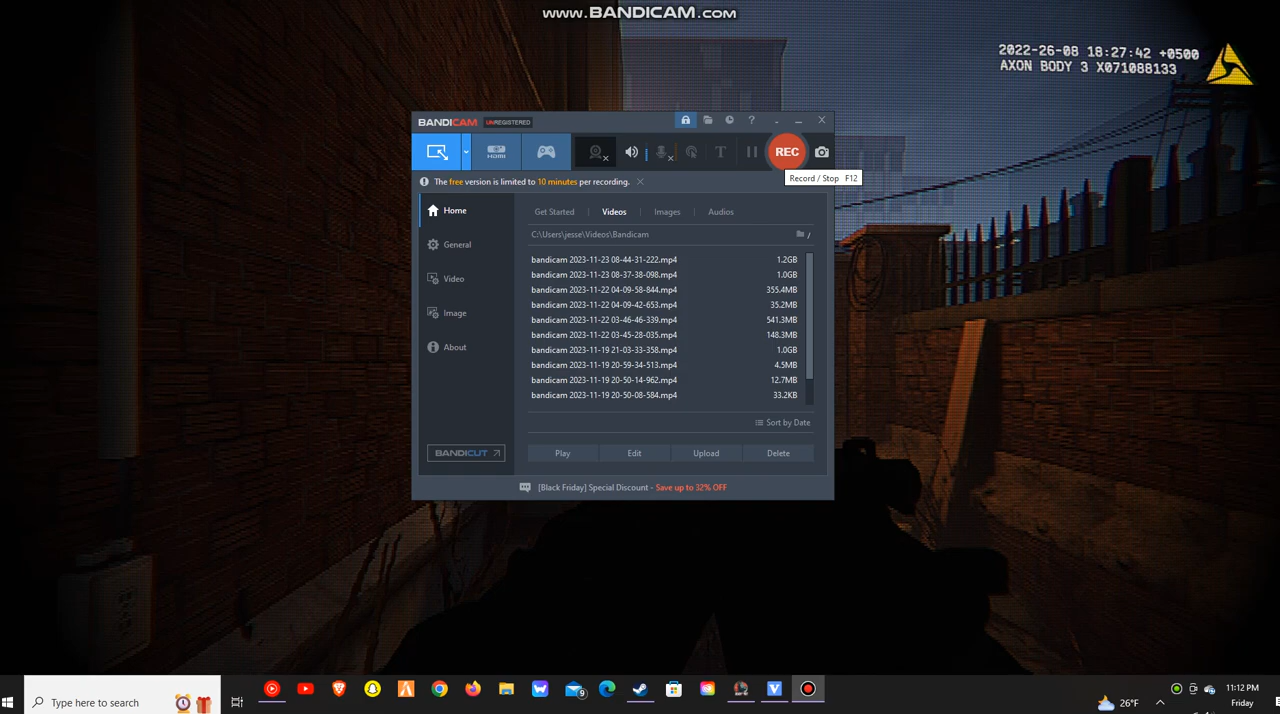 www.BANDICAM.com
2022-26-08 18:27:42 +0500
AXON BODY 3 X071088133
BANDICAM UNREGISTERED
HDMI
T
REC
Record / Stop F12
The free version is limited to 10 minutes per recording.
Home
General
Video
Image
About
Get Started
Videos
Images
Audios
C:\Users\jesse\Videos\Bandicam
bandicam 2023-11-23 08-44-31-222.mp4 1.2GB
bandicam 2023-11-23 08-37-38-098.mp4 1.0GB
bandicam 2023-11-22 04-09-58-844.mp4 355.4MB
bandicam 2023-11-22 04-09-42-653.mp4 35.2MB
bandicam 2023-11-22 03-46-46-339.mp4 541.3MB
bandicam 2023-11-22 03-45-28-035.mp4 148.3MB
bandicam 2023-11-19 21-03-33-358.mp4 1.0GB
bandicam 2023-11-19 20-59-34-513.mp4 4.5MB
bandicam 2023-11-19 20-50-14-962.mp4 12.7MB
bandicam 2023-11-19 20-50-08-584.mp4 33.2KB
Sort by Date
BANDICUT
Play Edit Upload Delete
[Black Friday] Special Discount - Save up to 32% OFF
Type here to search
9
26°F
11:12 PM
Friday